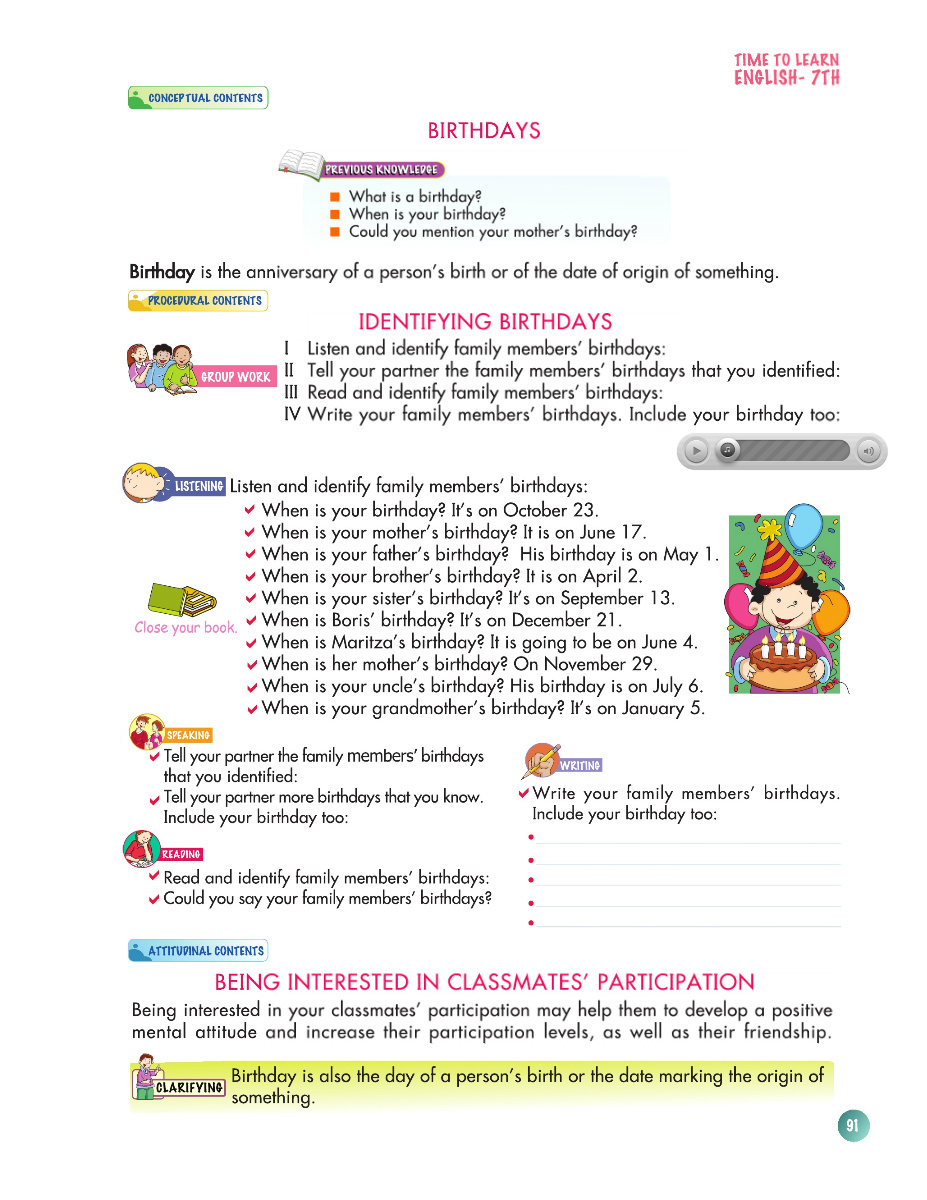 TIME TO LEARN
ENGLISH- 7TH
CONCEPTUAL CONTENTS
BIRTHDAYS
PREVIOUS KNOWLEDGE
What is a birthday?
When is your birthday?
Could you mention your mother's birthday?
Birthday is the anniversary of a person's birth or of the date of origin of something.
PROCEDURAL CONTENTS
IDENTIFYING BIRTHDAYS
GROUP WORK
I Listen and identify family members' birthdays:
II Tell your partner the family members' birthdays that you identified:
III Read and identify family members' birthdays:
IV Write your family members' birthdays. Include your birthday too:
LISTENING Listen and identify family members' birthdays:
When is your birthday? It's on October 23.
When is your mother's birthday? It is on June 17.
When is your father's birthday? His birthday is on May 1.
When is your brother's birthday? It is on April 2.
When is your sister's birthday? It's on September 13.
When is Boris' birthday? It's on December 21.
When is Maritza's birthday? It is going to be on June 4.
When is her mother's birthday? On November 29.
When is your uncle's birthday? His birthday is on July 6.
When is your grandmother's birthday? It's on January 5.
Close your book.
SPEAKING
Tell your partner the family members' birthdays
that you identified:
Tell your partner more birthdays that you know.
Include your birthday too:
READING
Read and identify family members' birthdays:
Could you say your family members' birthdays?
WRITING
Write your family members' birthdays.
Include your birthday too:
ATTITUDINAL CONTENTS
BEING INTERESTED IN CLASSMATES' PARTICIPATION
Being interested in your classmates' participation may help them to develop a positive
mental attitude and increase their participation levels, as well as their friendship.
CLARIFYING
Birthday is also the day of a person's birth or the date marking the origin of
something.
91